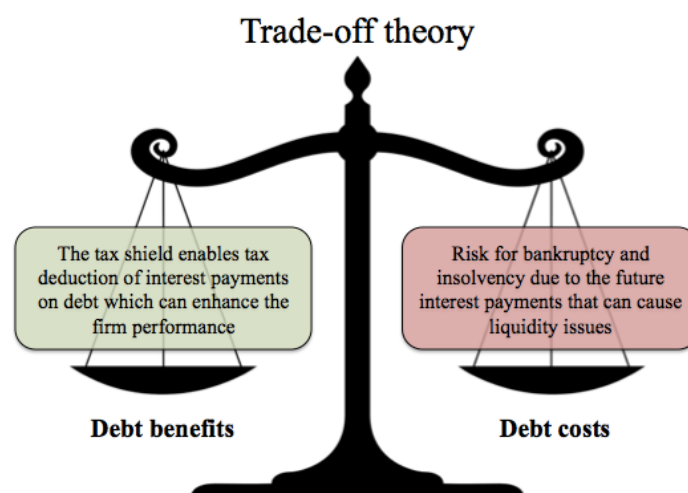 Trade-off theory
The tax shield enables tax
deduction of interest payments
on debt which can enhance the
firm performance
Risk for bankruptcy and
insolvency due to the future
interest payments that can cause
liquidity issues
Debt benefits
Debt costs